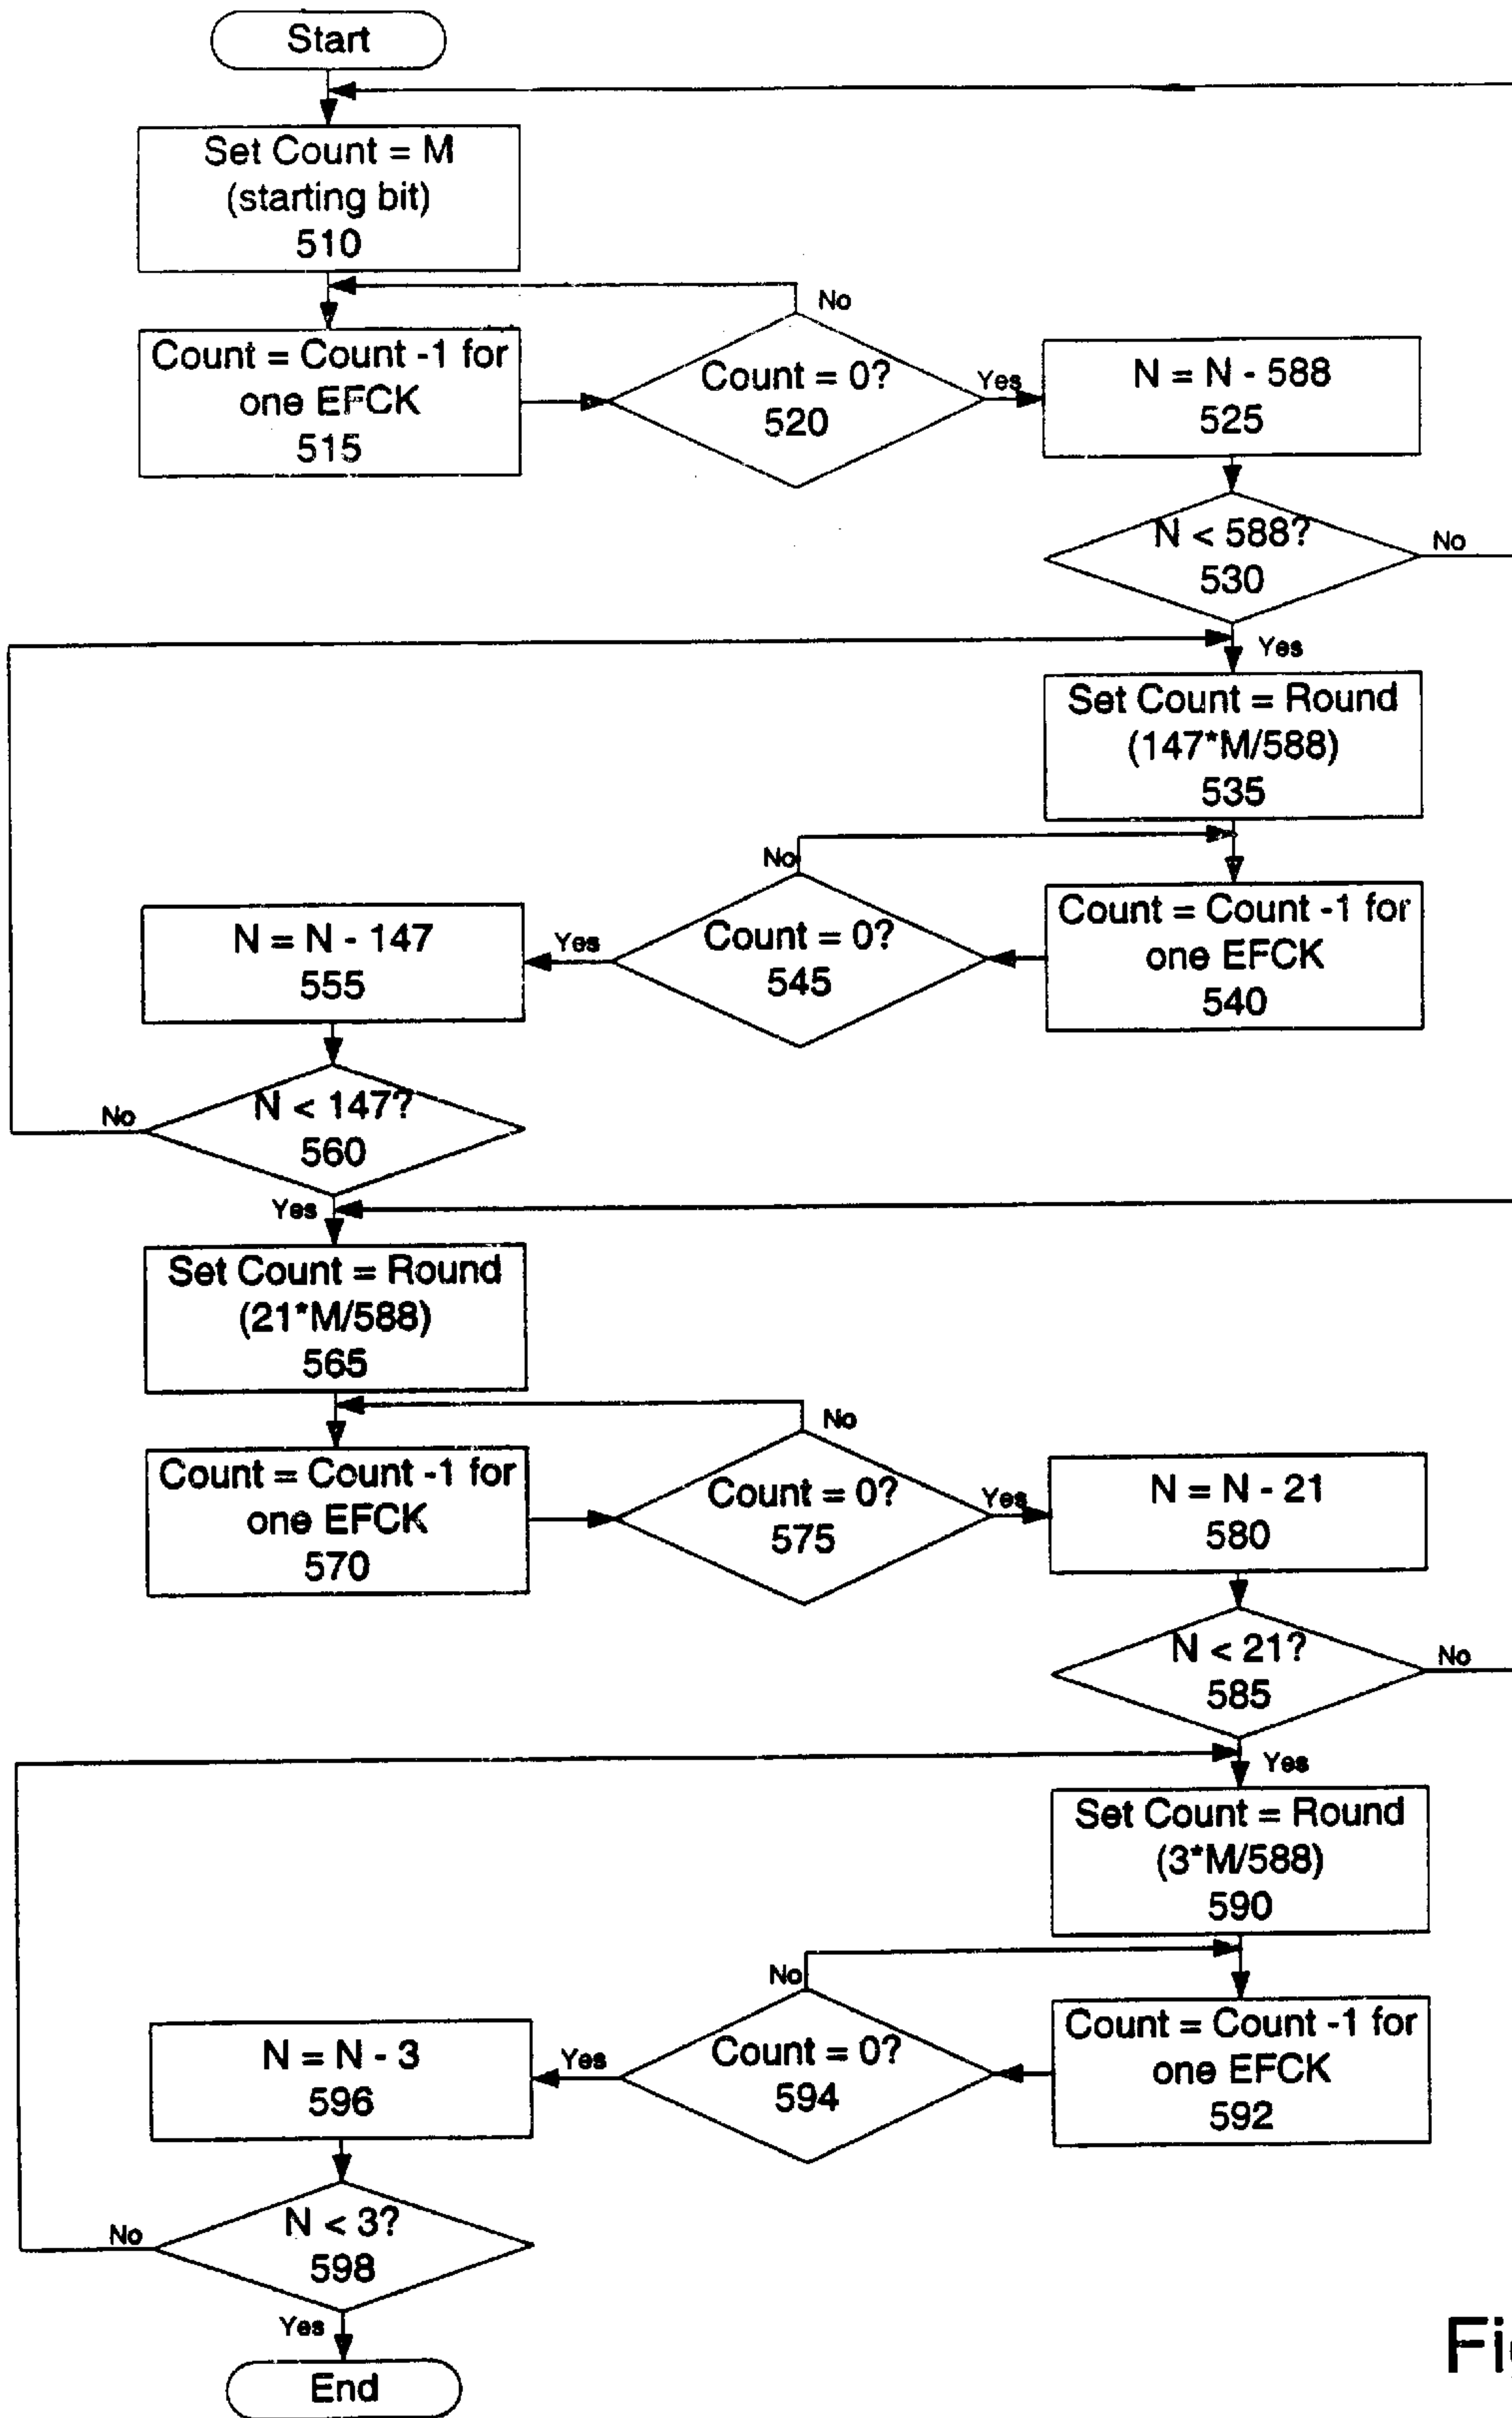 Start
Set Count = M
(starting bit)
510
No
Count = Count -1 for
one EFCK
515
Count = 0?
520
Yes
N = N - 588
525
N < 588?
530
No
Yes
Set Count = Round
(147*M/588)
535
No
Count = Count -1 for
one EFCK
540
Count = 0?
545
Yes
N = N - 147
555
N < 147?
560
No
Yes
Set Count = Round
(21*M/588)
565
No
Count = Count -1 for
one EFCK
570
Count = 0?
575
Yes
N = N - 21
580
N < 21?
585
No
Yes
Set Count = Round
(3*M/588)
590
No
Count = Count -1 for
one EFCK
592
Count = 0?
594
Yes
N = N - 3
596
N < 3?
598
No
Yes
End